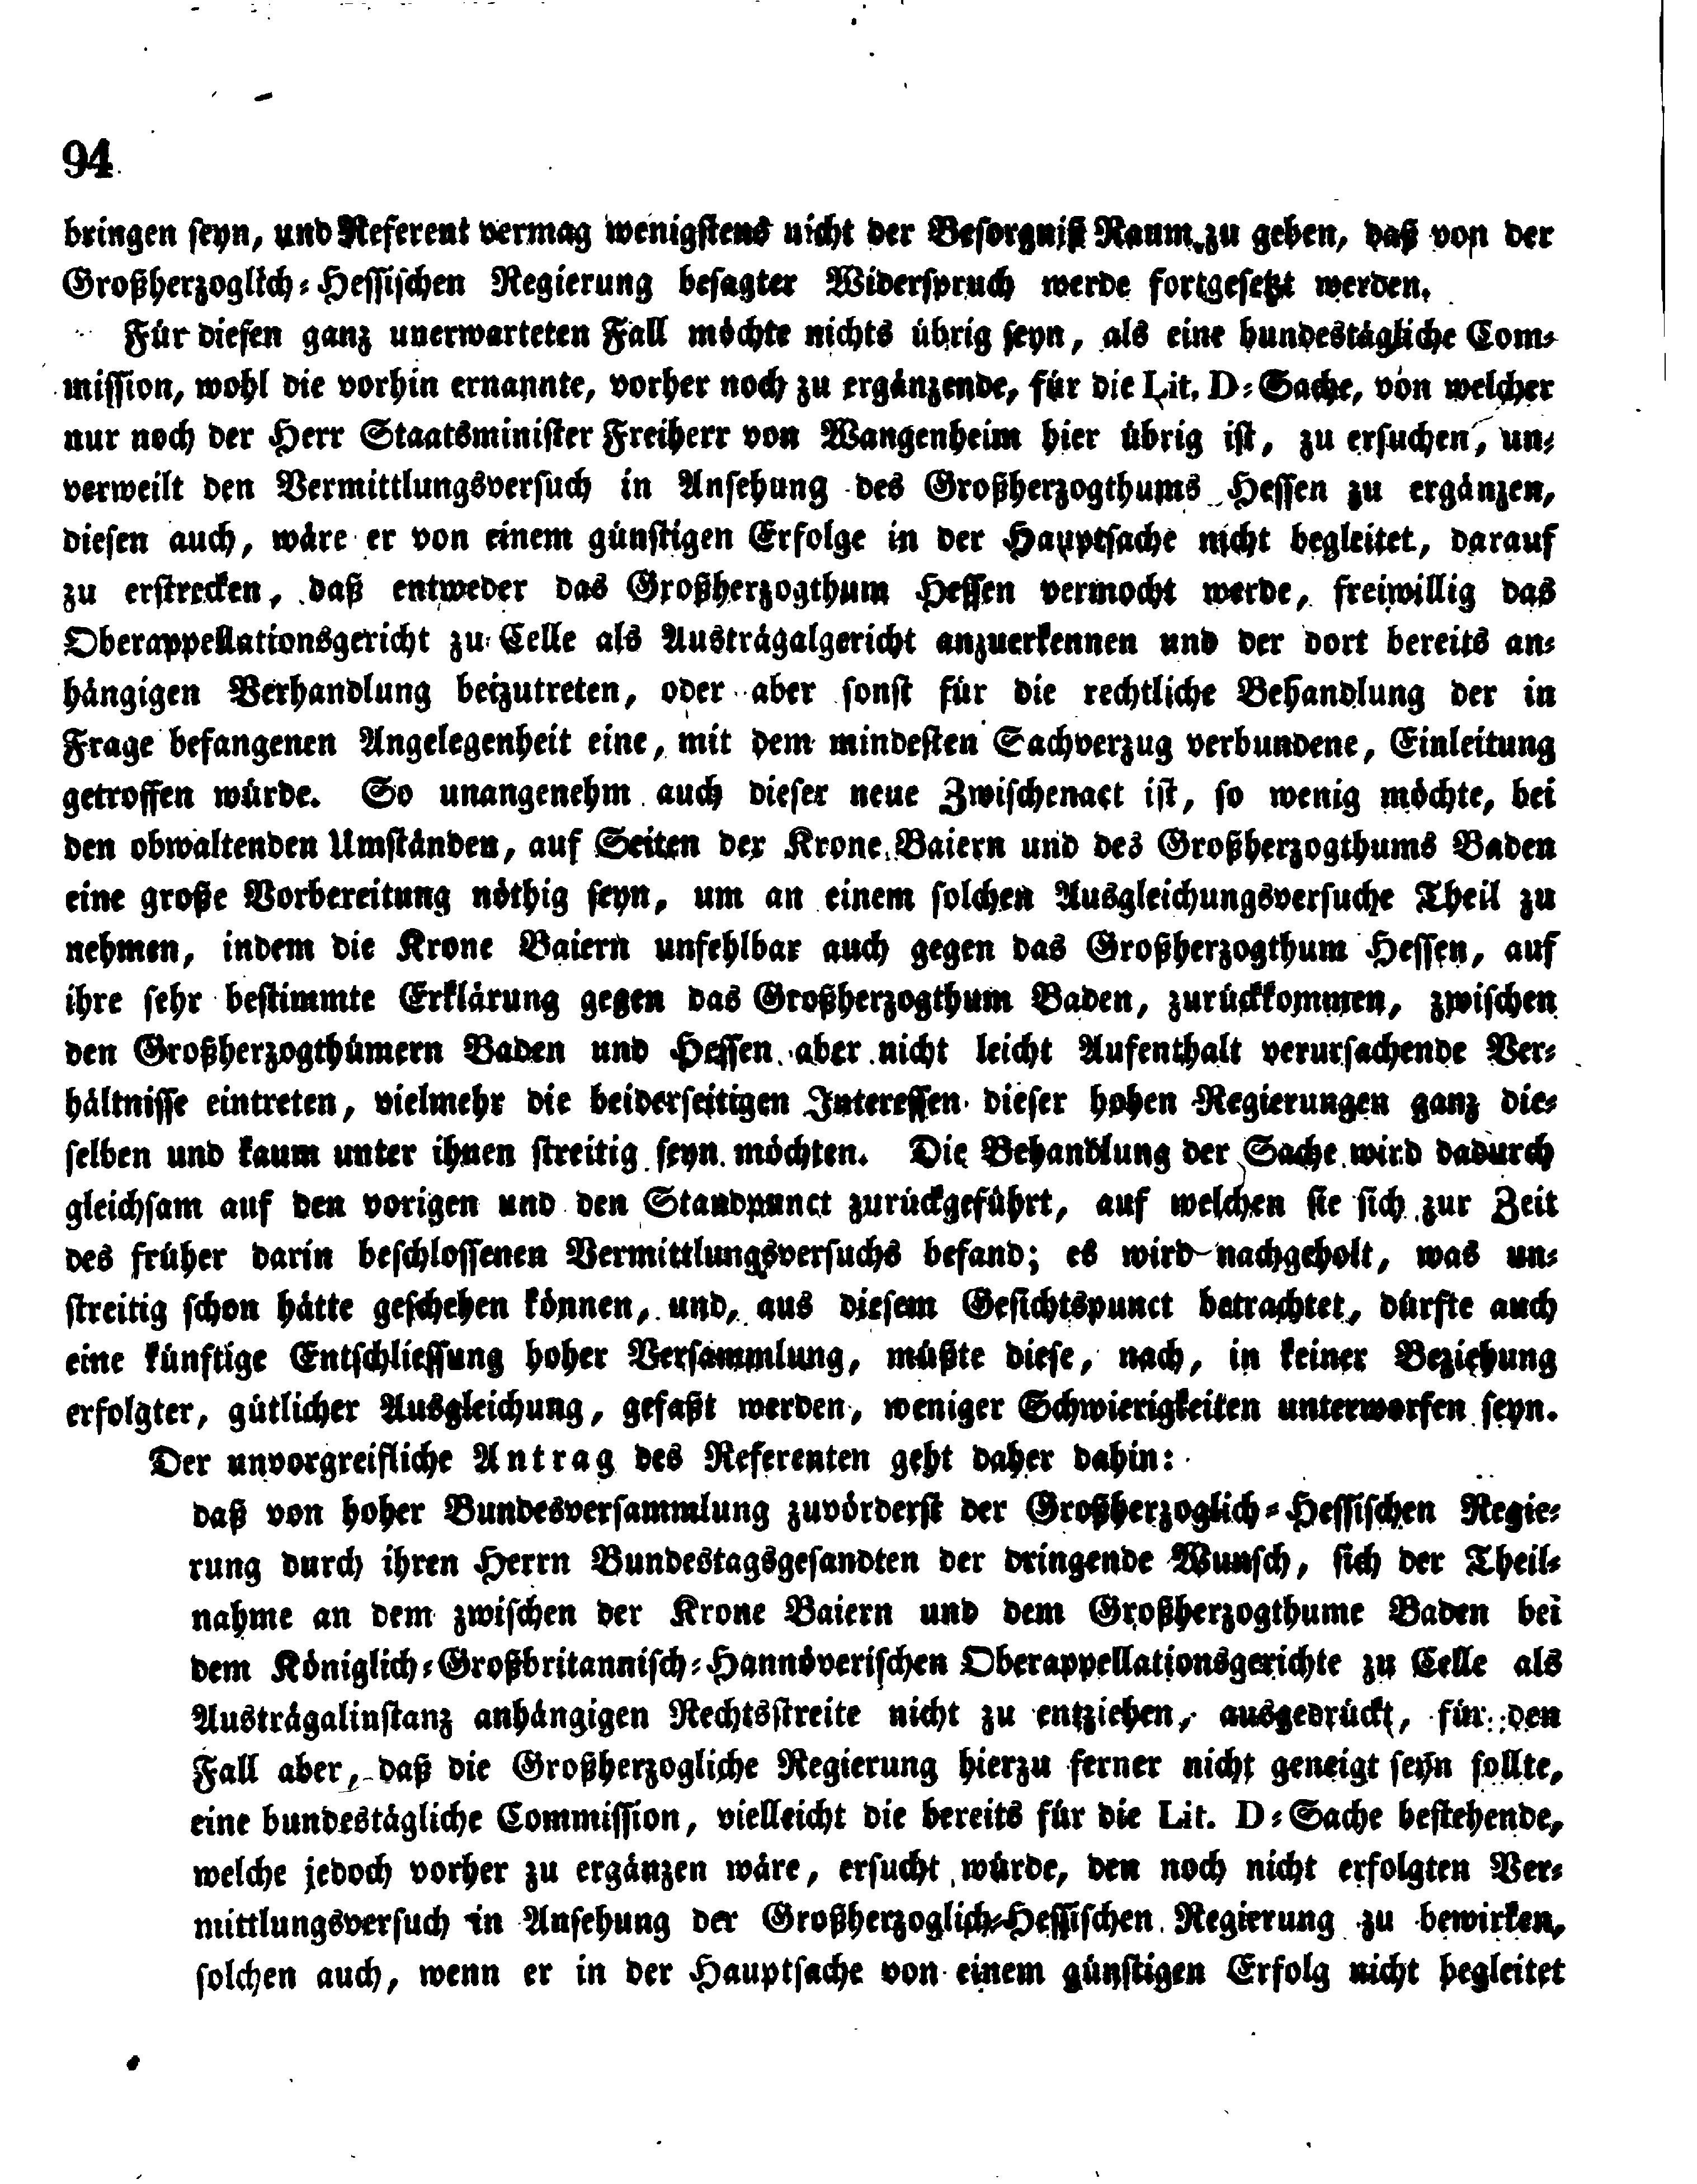 94
bringen seyn, und Referent vermag wenigstens nicht der Besorgniß Raum zu geben, daß von der
Großherzoglich-Hessischen Regierung besagter Widerspruch werde fortgesetzt werden.
Für diesen ganz unerwarteten Fall möchte nichts übrig seyn, als eine bundestägliche Com-
mission, wohl die vorhin ernannte, vorher noch zu ergänzende, für die Lit. D-Sache, von welcher
nur noch der Herr Staatsminister Freiherr von Wangenheim hier übrig ist, zu ersuchen, un-
verweilt den Vermittlungsversuch in Ansehung des Großherzogthums Hessen zu ergänzen,
diesen auch, wäre er von einem günstigen Erfolge in der Hauptsache nicht begleitet, darauf
zu erstrecken, daß entweder das Großherzogthum Hessen vermocht werde, freiwillig das
Oberappellationsgericht zu Celle als Austrägalgericht anzuerkennen und der dort bereits an-
hängigen Verhandlung beizutreten, oder aber sonst für die rechtliche Behandlung der in
Frage befangenen Angelegenheit eine, mit dem mindesten Sachverzug verbundene, Einleitung
getroffen würde. So unangenehm auch dieser neue Zwischenact ist, so wenig möchte, bei
den obwaltenden Umständen, auf Seiten der Krone Baiern und des Großherzogthums Baden
eine große Vorbereitung nöthig seyn, um an einem solchen Ausgleichungsversuche Theil zu
nehmen, indem die Krone Baiern unfehlbar auch gegen das Großherzogthum Hessen, auf
ihre sehr bestimmte Erklärung gegen das Großherzogthum Baden, zurückkommen, zwischen
den Großherzogthümern Baden und Hessen aber nicht leicht Aufenthalt verursachende Ver-
hältnisse eintreten, vielmehr die beiderseitigen Interessen dieser hohen Regierungen ganz die-
selben und kaum unter ihnen streitig seyn möchten. Die Behandlung der Sache wird dadurch
gleichsam auf den vorigen und den Standpunct zurückgeführt, auf welchen sie sich zur Zeit
des früher darin beschlossenen Vermittlungsversuchs befand; es wird nachgeholt, was un-
streitig schon hätte geschehen können, und, aus diesem Gesichtspunct betrachtet, dürfte auch
eine künftige Entschliessung hoher Versammlung, müßte diese, nach, in keiner Beziehung
erfolgter, gütlicher Ausgleichung, gefaßt werden, weniger Schwierigkeiten unterworfen seyn.
Der unvorgreifliche Antrag des Referenten geht daher dahin:
daß von hoher Bundesversammlung zuvörderst der Großherzoglich-Hessischen Regie-
rung durch ihren Herrn Bundestagsgesandten der dringende Wunsch, sich der Theil-
nahme an dem zwischen der Krone Baiern und dem Großherzogthume Baden bei
dem Königlich-Großbritannisch-Hannöverischen Oberappellationsgerichte zu Celle als
Austrägalinstanz anhängigen Rechtsstreite nicht zu entziehen, ausgedrückt, für den
Fall aber, daß die Großherzogliche Regierung hierzu ferner nicht geneigt seyn sollte,
eine bundestägliche Commission, vielleicht die bereits für die Lit. D-Sache bestehende,
welche jedoch vorher zu ergänzen wäre, ersucht würde, den noch nicht erfolgten Ver-
mittlungsversuch in Ansehung der Großherzoglich-Hessischen Regierung zu bewirken,
solchen auch, wenn er in der Hauptsache von einem günstigen Erfolg nicht begleitet